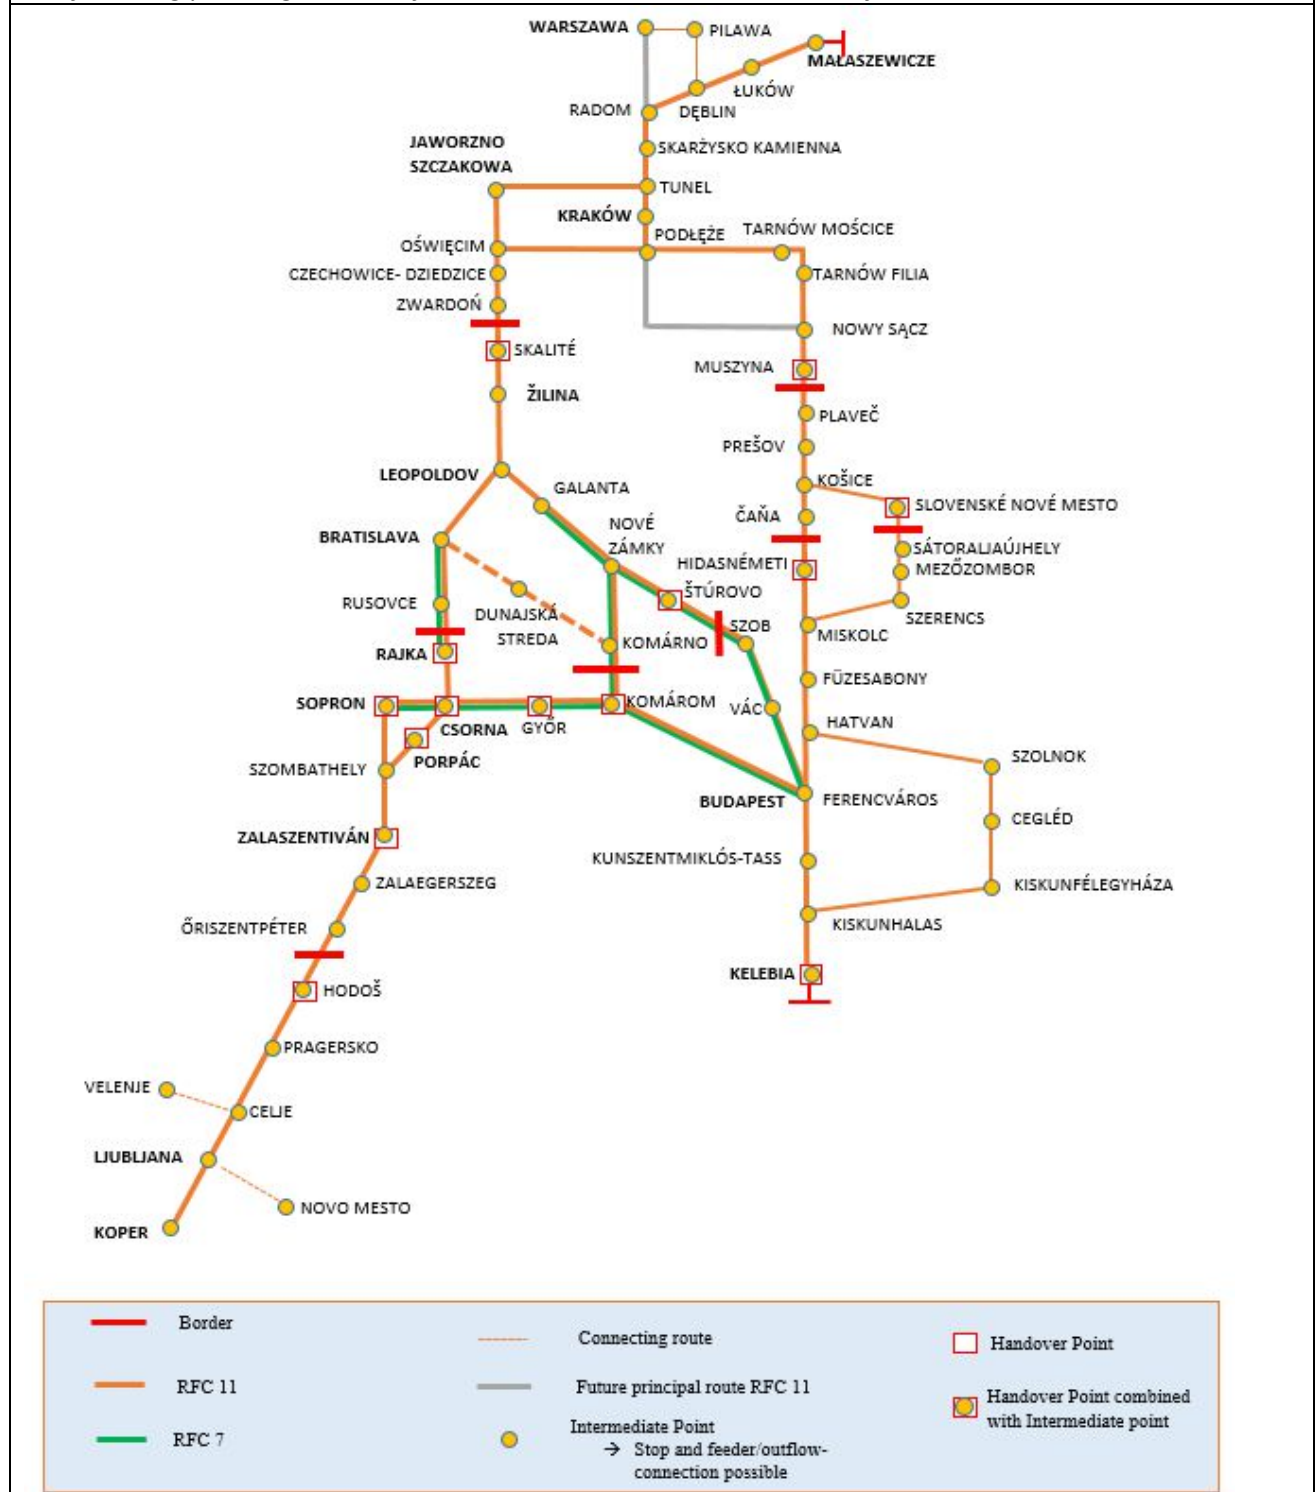 WARSZAWA
PILAWA
MAŁASZEWICZE
ŁUKÓW
RADOM
DĘBLIN
JAWORZNO
SZCZAKOWA
SKARŻYSKO KAMIENNA
TUNEL
KRAKÓW
PODŁĘŻE
TARNÓW MOŚCICE
OŚWIĘCIM
CZECHOWICE- DZIEDZICE
TARNÓW FILIA
ZWARDOŃ
NOWY SĄCZ
SKALITÉ
MUSZYNA
ŽILINA
PLAVEČ
PREŠOV
LEOPOLDOV
KOŠICE
GALANTA
SLOVENSKÉ NOVÉ MESTO
ČAŇA
NOVÉ
ZÁMKY
BRATISLAVA
SÁTORALJAÚJHELY
HIDASNÉMETI
MEZŐZOMBOR
ŠTÚROVO
RUSOVCE
DUNAJSKÁ
STREDA
SZOB
SZERENCS
MISKOLC
KOMÁRNO
RAJKA
FÜZESABONY
SOPRON
KOMÁROM
VÁC
CSORNA
GYŐR
HATVAN
PORPÁC
SZOMBATHELY
SZOLNOK
BUDAPEST
FERENCVÁROS
CEGLÉD
ZALASZENTIVÁN
KUNSZENTMIKLÓS-TASS
ZALAEGERSZEG
KISKUNFÉLEGYHÁZA
ŐRISZENTPÉTER
KISKUNHALAS
KELEBIA
HODOŠ
PRAGERSKO
VELENJE
CELJE
LJUBLJANA
NOVO MESTO
KOPER
Border
Connecting route
Handover Point
RFC 11
Future principal route RFC 11
Handover Point combined
with Intermediate point
RFC 7
Intermediate Point
→ Stop and feeder/outflow-
connection possible